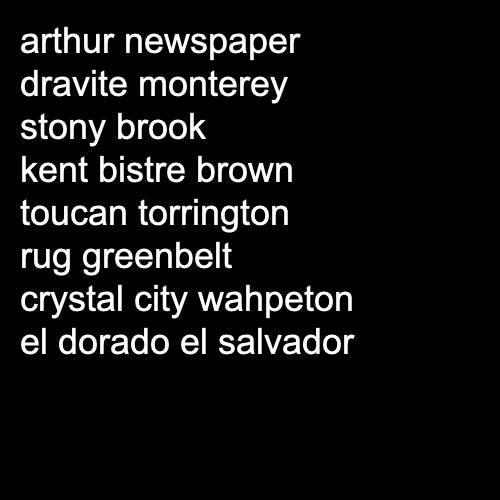 arthur newspaper
dravite monterey
stony brook
kent bistre brown
toucan torrington
rug greenbelt
crystal city wahpeton
el dorado el salvador